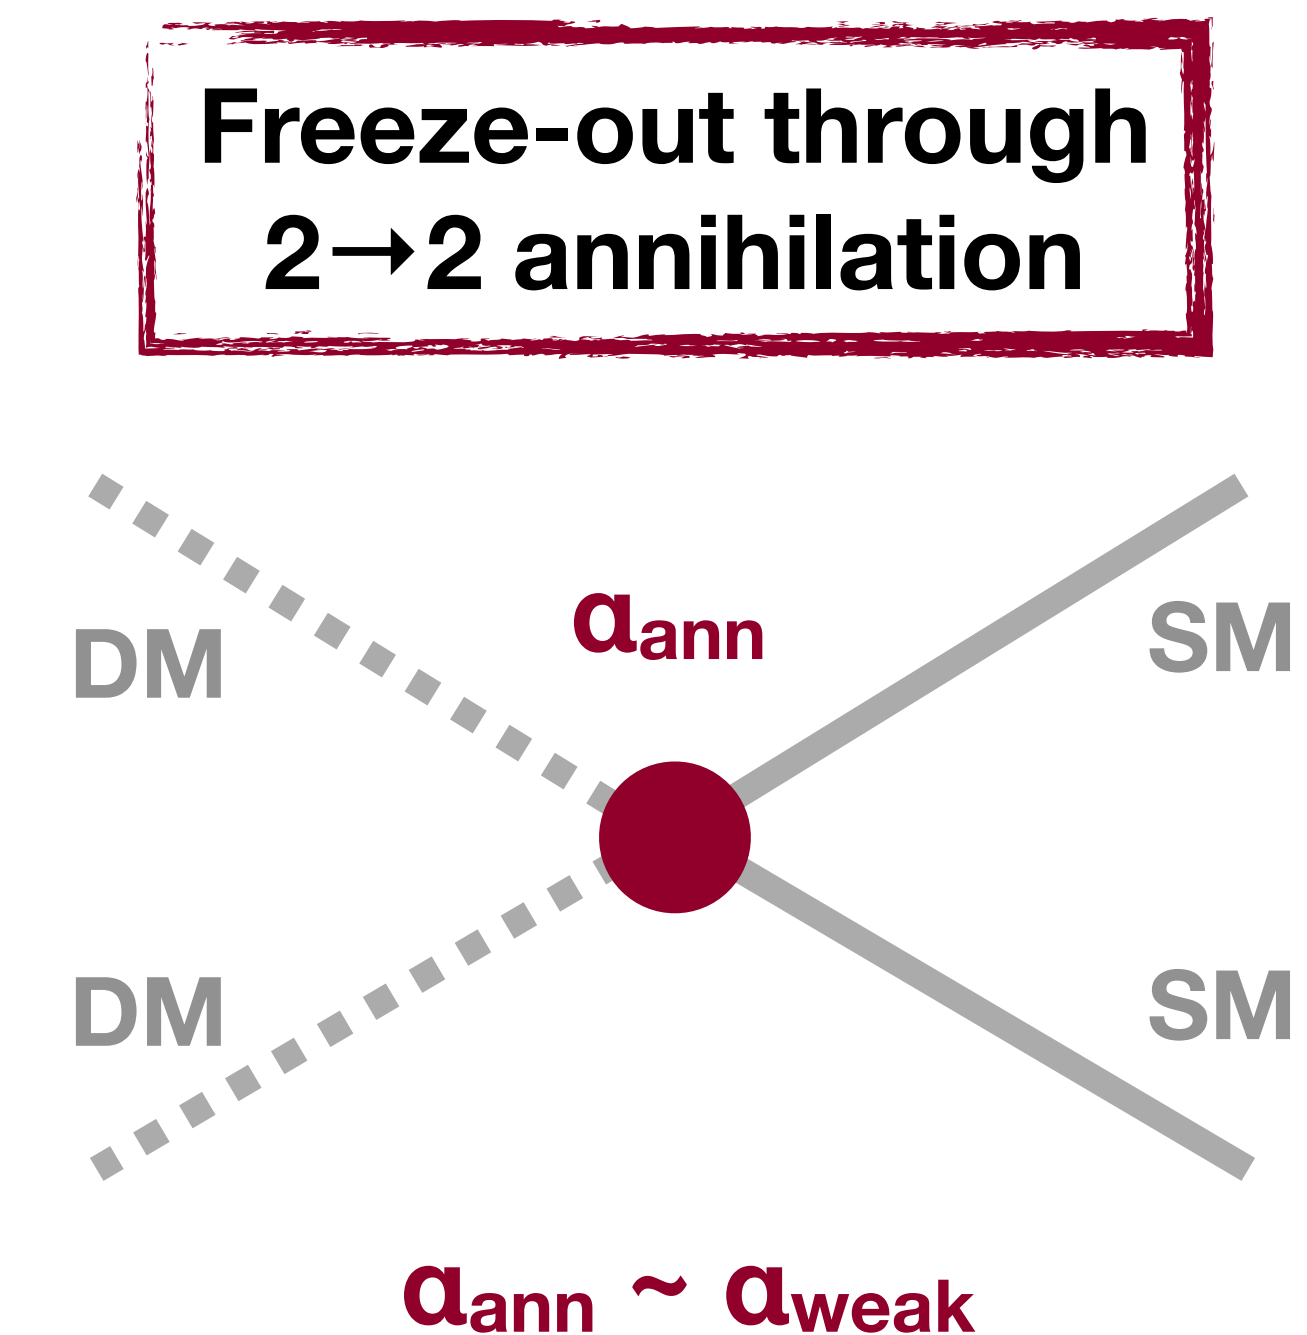 Freeze-out through
2→2 annihilation
αann
DM
SM
DM
SM
αann ~ αweak